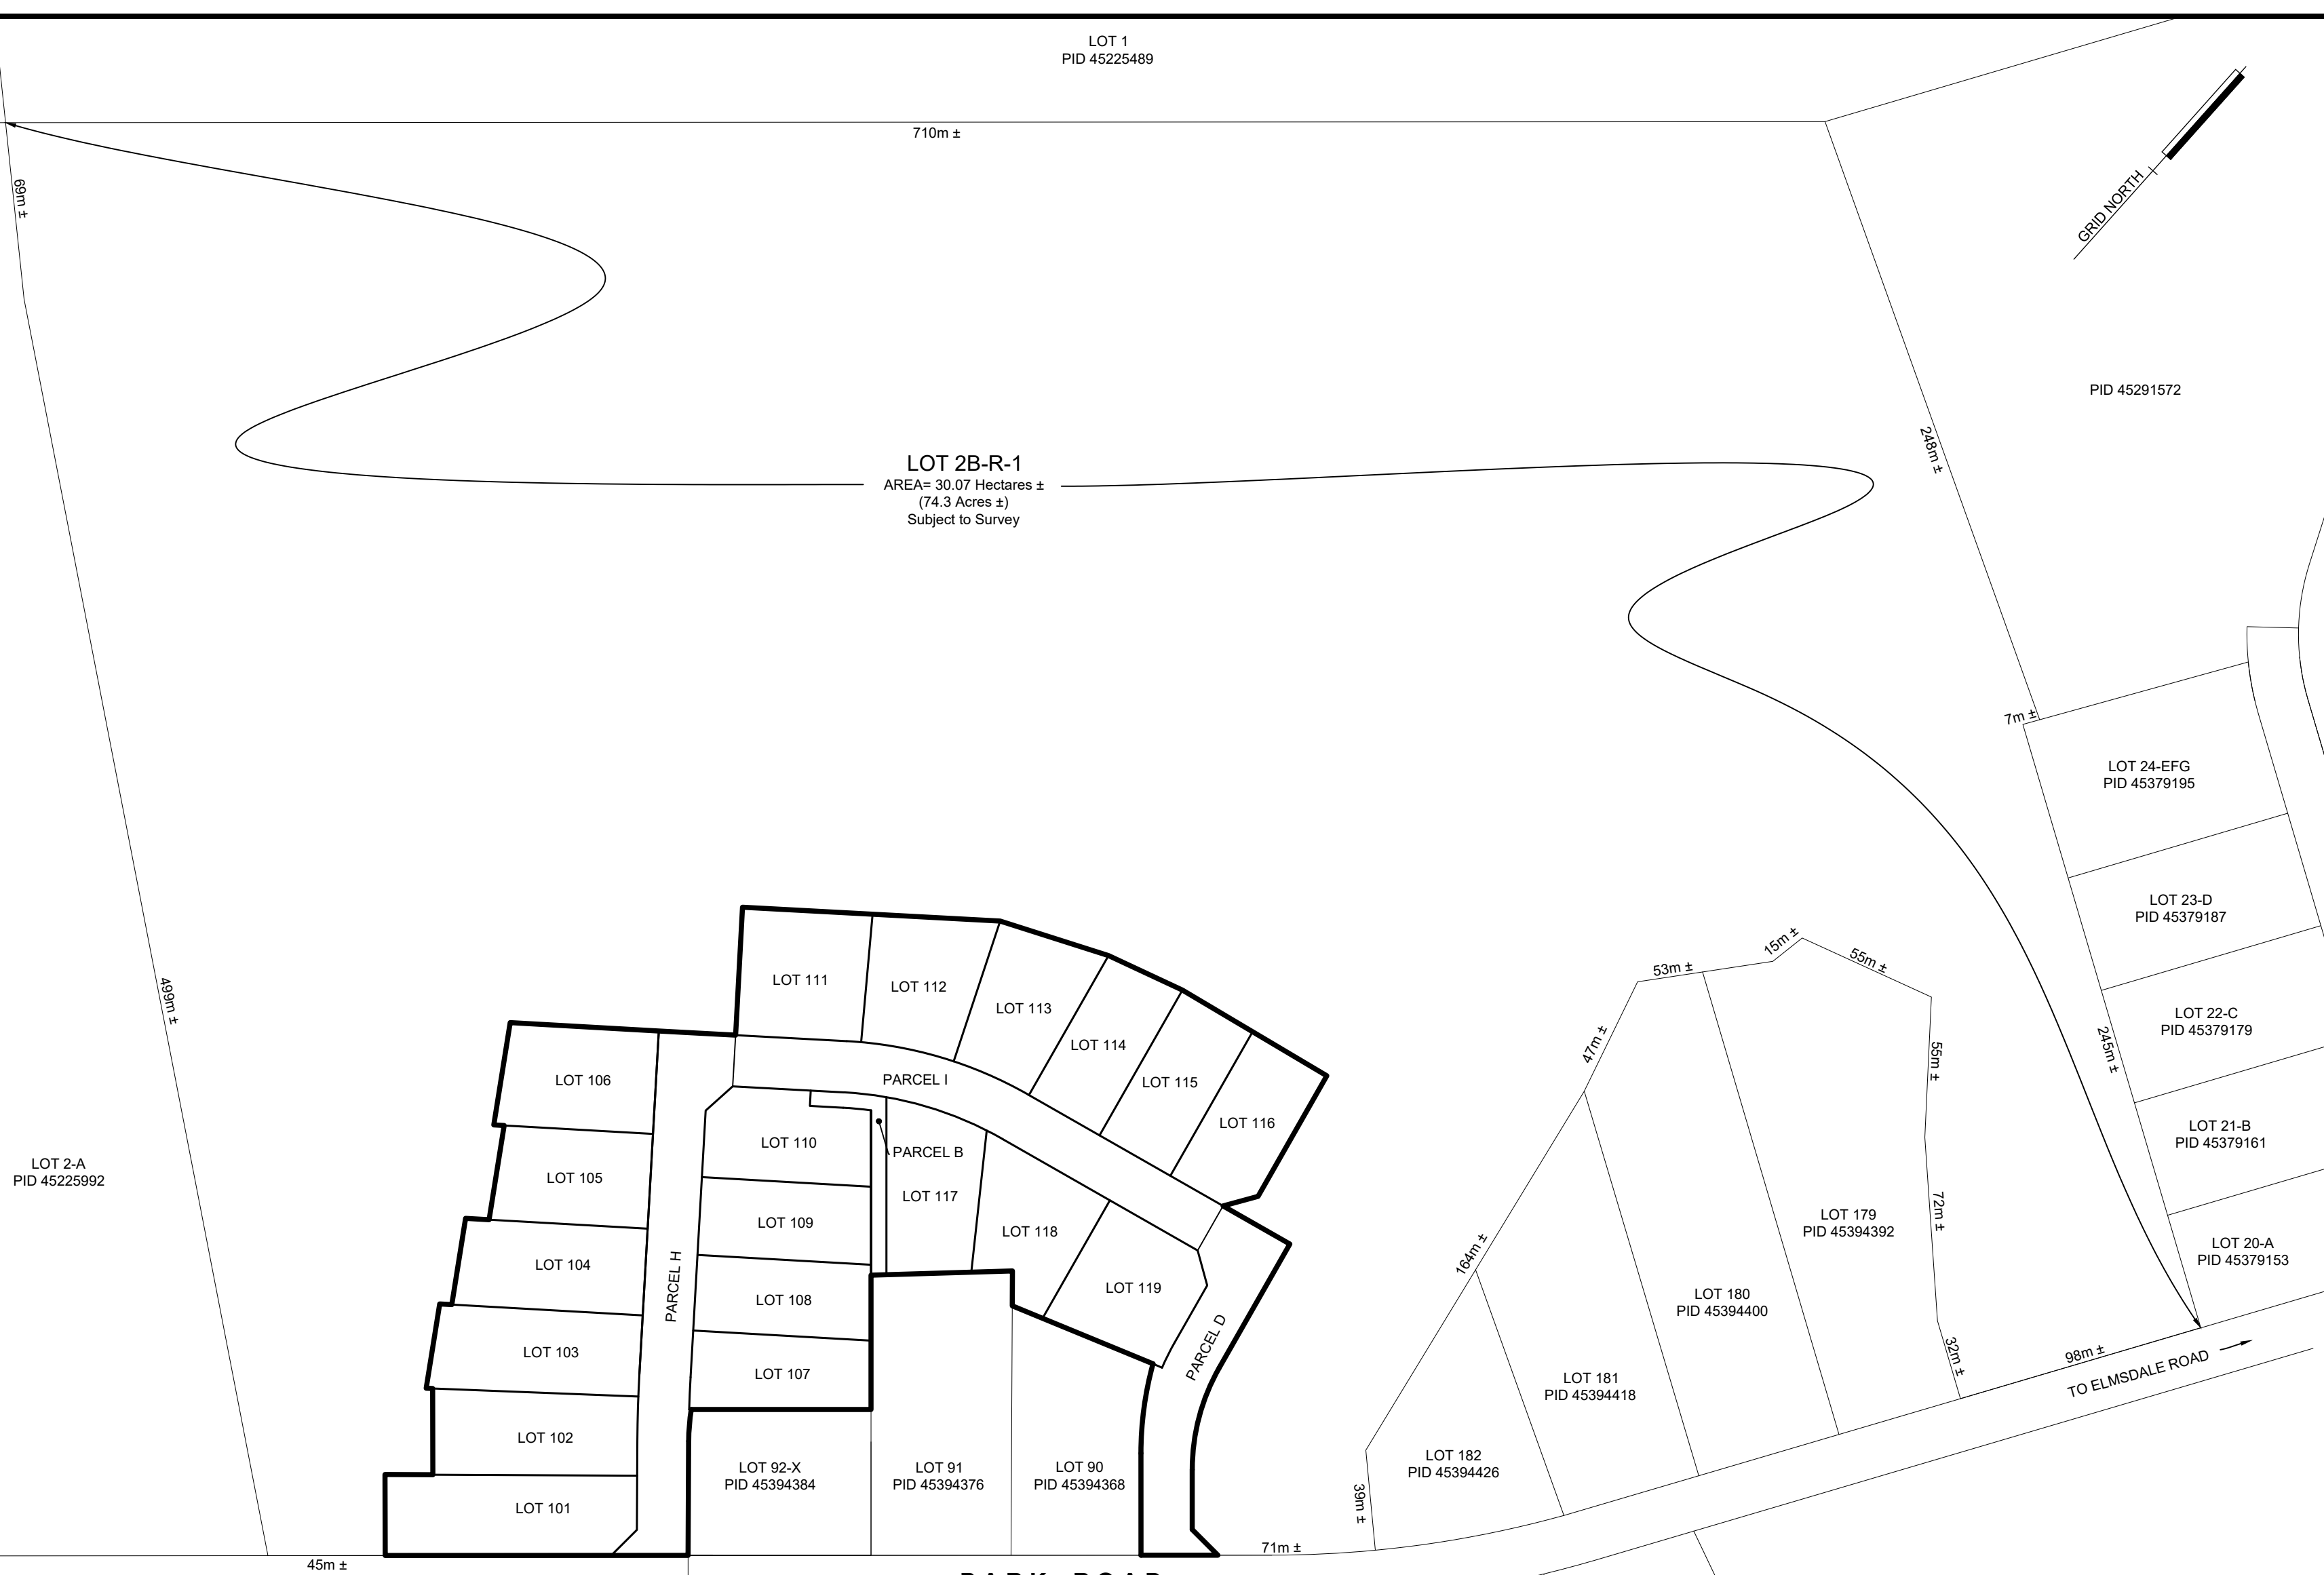 LOT 1
PID 45225489
710m ±
69m ±
GRID NORTH
PID 45291572
248m ±
LOT 2B-R-1
AREA= 30.07 Hectares ±
(74.3 Acres ±)
Subject to Survey
7m ±
LOT 24-EFG
PID 45379195
LOT 23-D
PID 45379187
LOT 22-C
PID 45379179
245m ±
LOT 21-B
PID 45379161
LOT 20-A
PID 45379153
499m ±
LOT 2-A
PID 45225992
LOT 111
LOT 112
LOT 113
LOT 114
LOT 115
LOT 116
LOT 106
LOT 105
LOT 104
LOT 103
LOT 102
LOT 101
PARCEL H
PARCEL I
LOT 110
LOT 109
LOT 108
LOT 107
PARCEL B
LOT 117
LOT 118
LOT 119
PARCEL D
LOT 92-X
PID 45394384
LOT 91
PID 45394376
LOT 90
PID 45394368
53m ±
15m ±
55m ±
47m ±
55m ±
72m ±
164m ±
32m ±
39m ±
LOT 179
PID 45394392
LOT 180
PID 45394400
LOT 181
PID 45394418
LOT 182
PID 45394426
98m ±
TO ELMSDALE ROAD
45m ±
71m ±
PARK ROAD